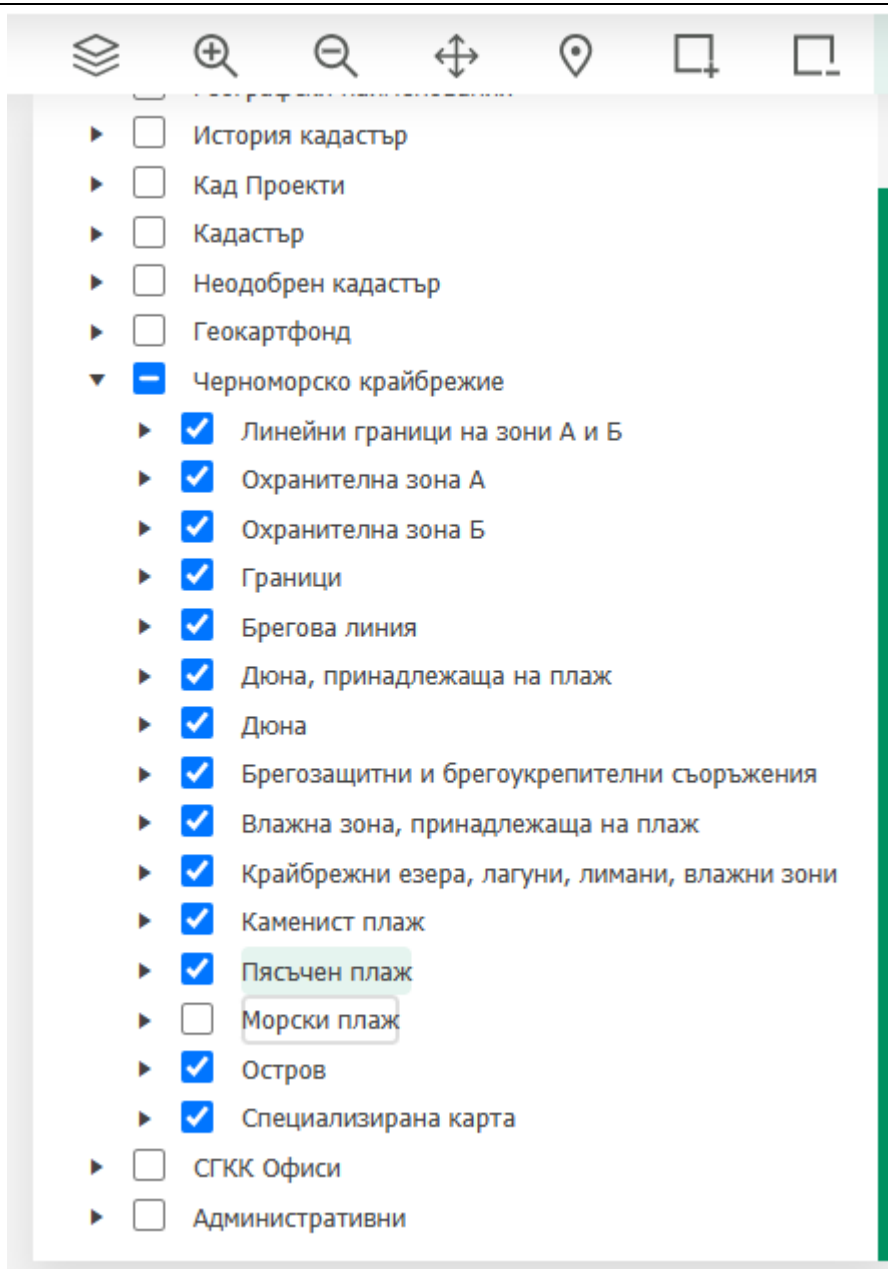 История кадастър
Кад Проекти
Кадастър
Неодобрен кадастър
Геокартфонд
Черноморско крайбрежие
Линейни граници на зони А и Б
Охранителна зона А
Охранителна зона Б
Граници
Брегова линия
Дюна, принадлежаща на плаж
Дюна
Брегозащитни и брегоукрепителни съоръжения
Влажна зона, принадлежаща на плаж
Крайбрежни езера, лагуни, лимани, влажни зони
Каменист плаж
Пясъчен плаж
Морски плаж
Остров
Специализирана карта
СГКК Офиси
Административни